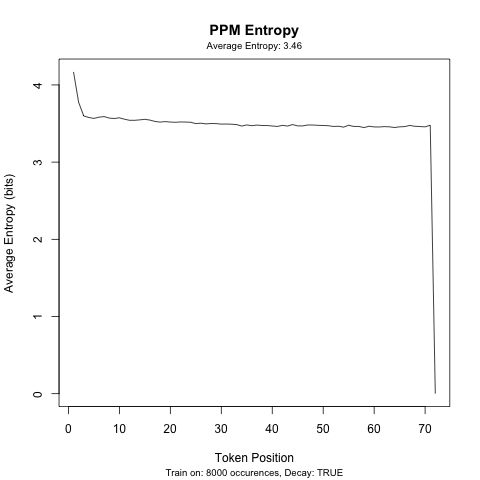 PPM Entropy
Average Entropy: 3.46
Average Entropy (bits)
4
3
2
1
0
0 10 20 30 40 50 60 70
Token Position
Train on: 8000 occurences, Decay: TRUE